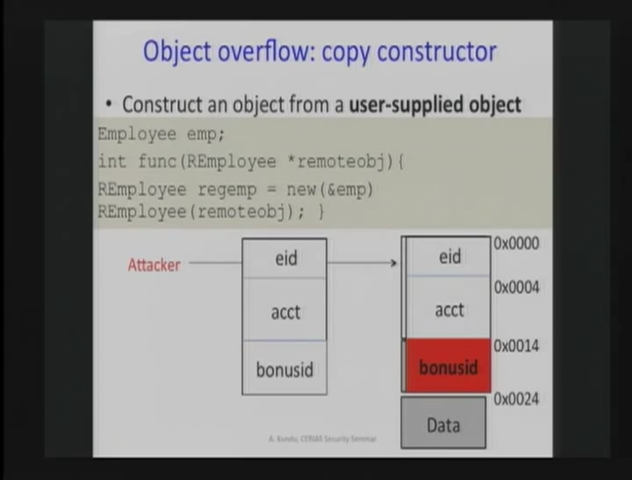 Object overflow: copy constructor
• Construct an object from a user-supplied object
Employee emp;
int func(REmployee *remoteobj){
REmployee regemp = new(&emp)
REmployee(remoteobj); }
Attacker
eid
acct
bonusid
eid
acct
bonusid
Data
0x0000
0x0004
0x0014
0x0024
A. Kundu, CERIAS Security Seminar